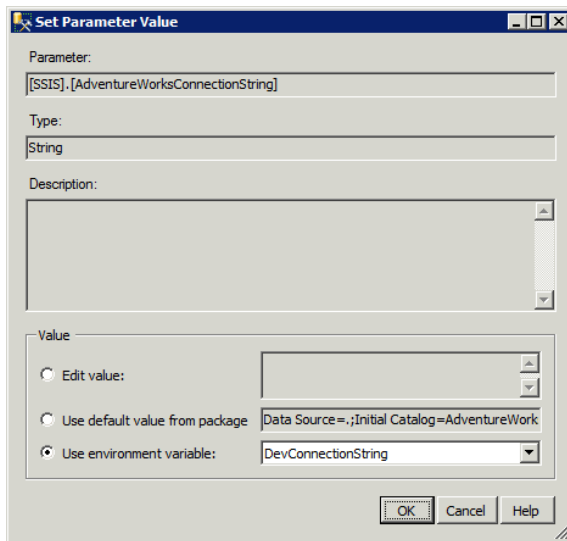 Set Parameter Value
Parameter:
[SSIS].[AdventureWorksConnectionString]
Type:
String
Description:
Value
Edit value:
Use default value from package
Data Source=.;Initial Catalog=AdventureWork
Use environment variable:
DevConnectionString
OK
Cancel
Help